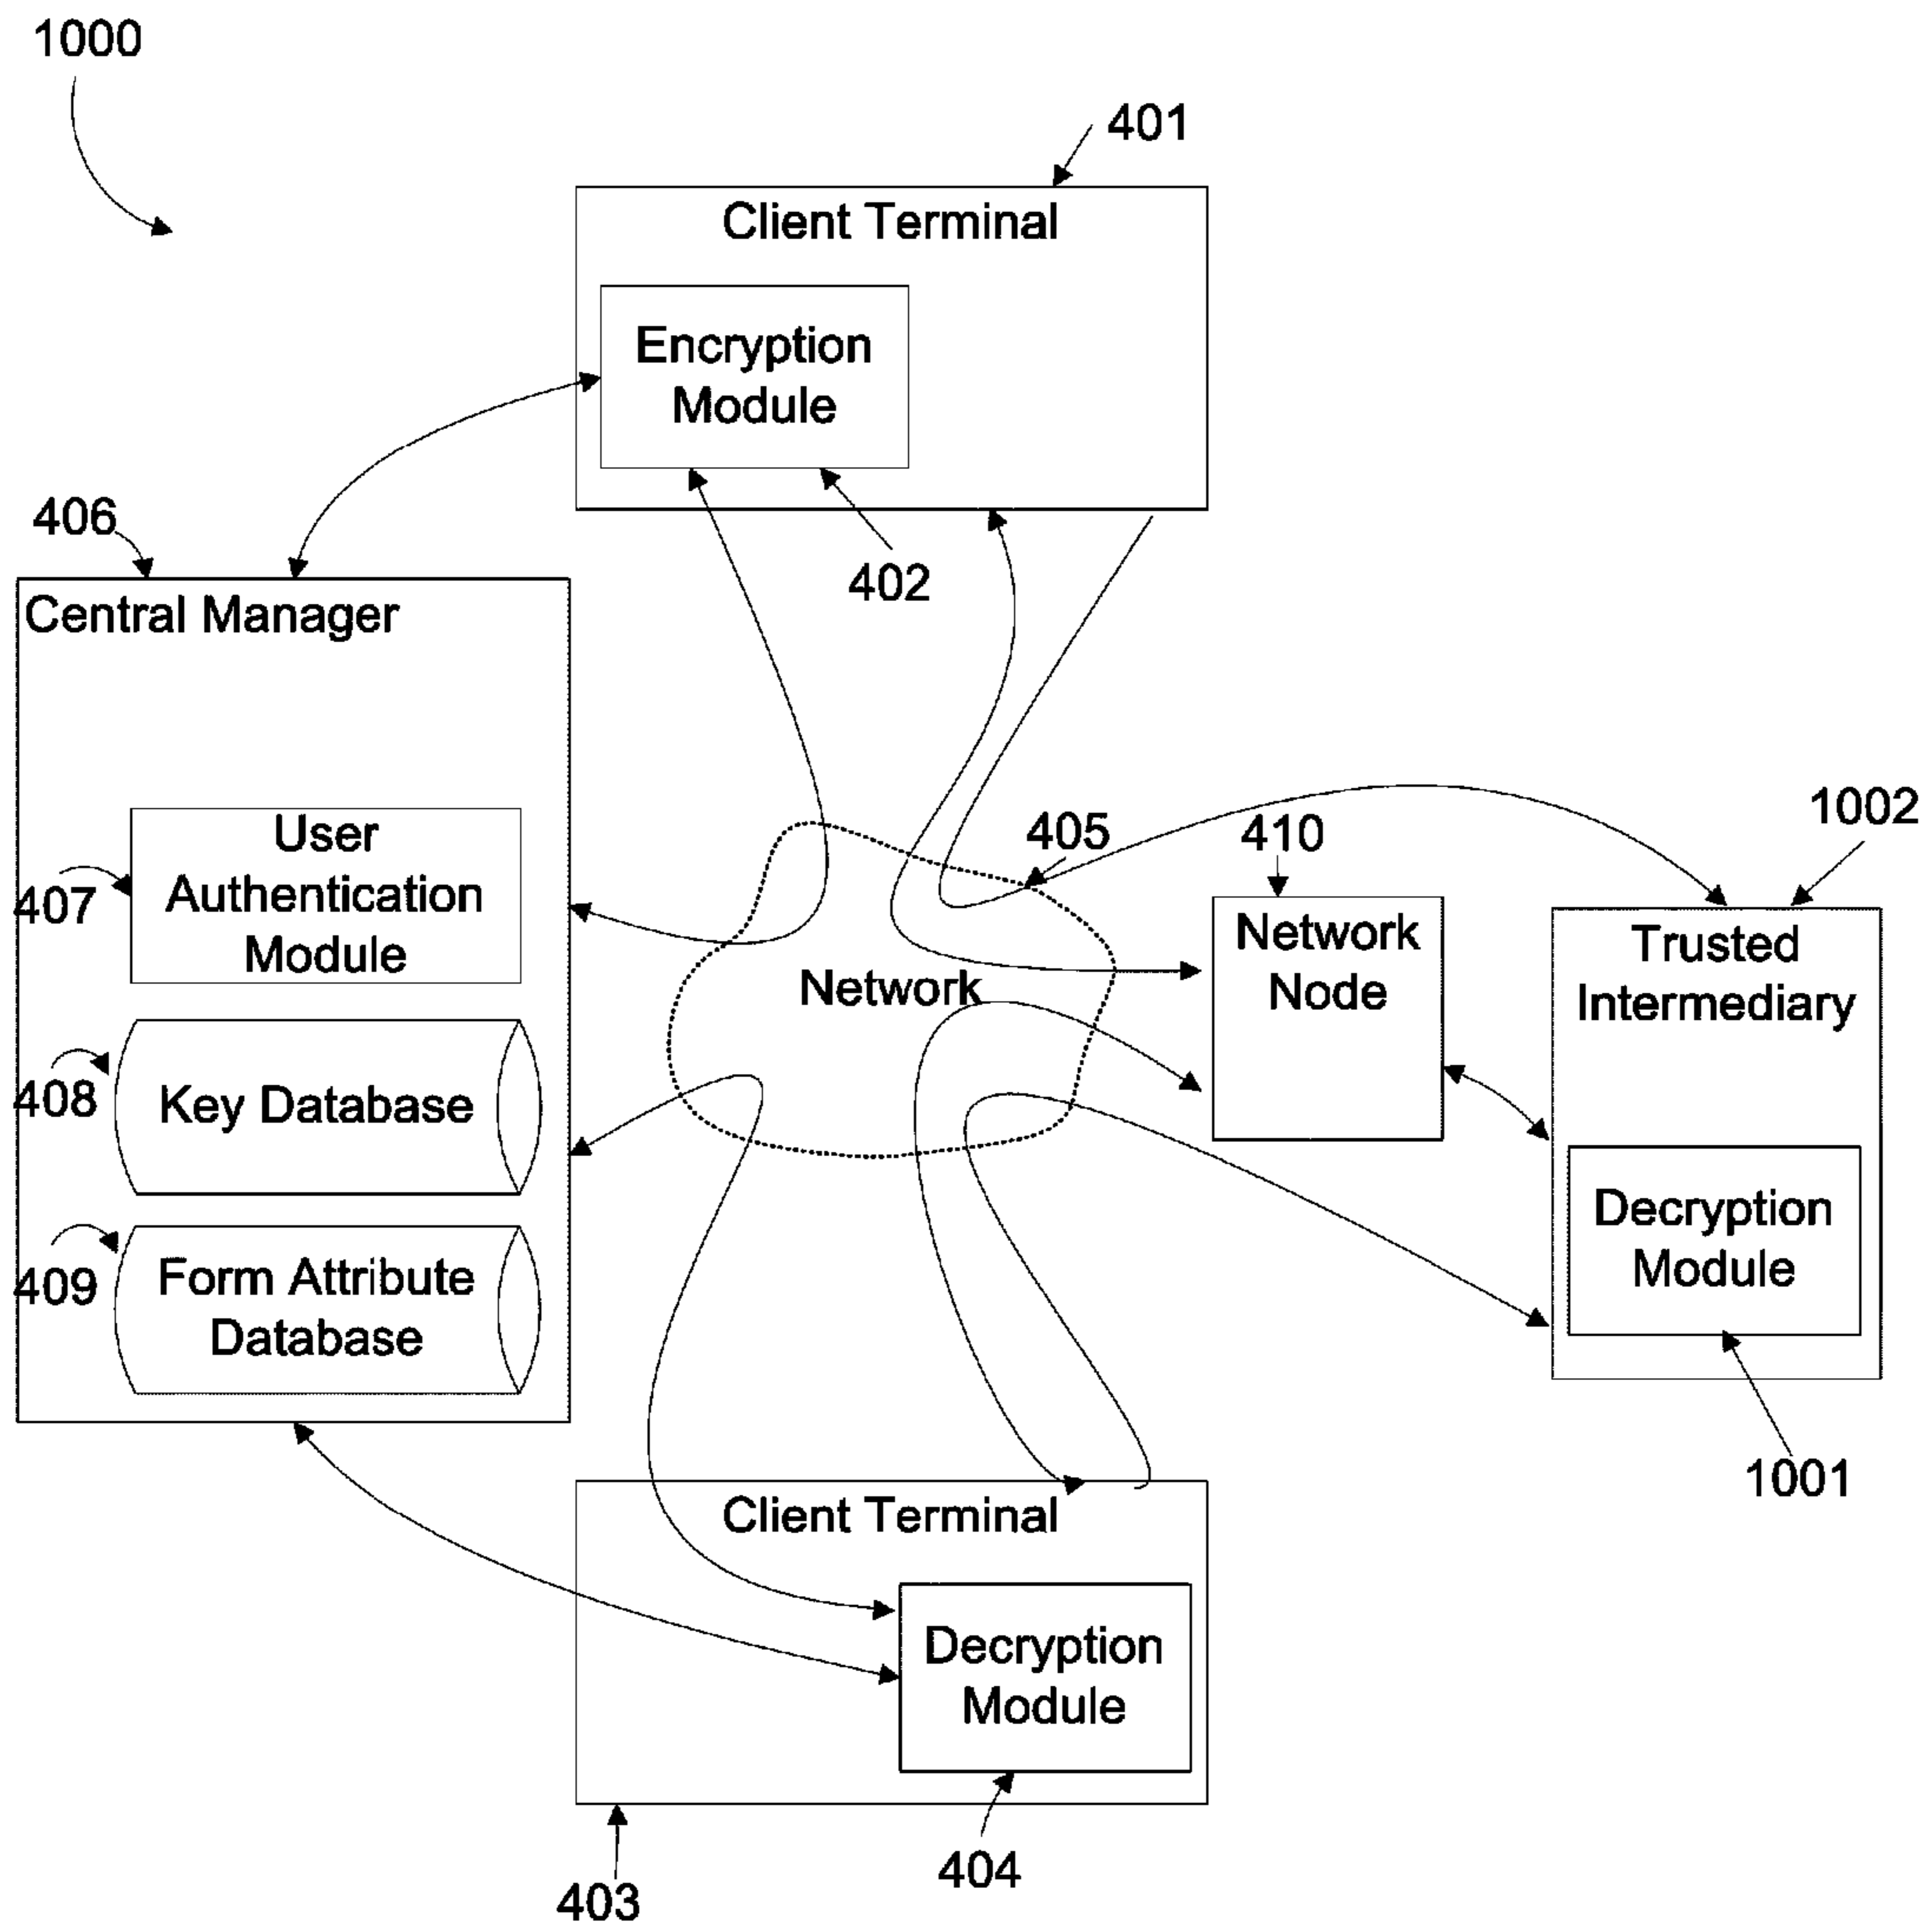 1000
401
Client Terminal
Encryption
Module
402
406
Central Manager
User
Authentication
Module
407
408
Key Database
409
Form Attribute
Database
405
Network
410
Network
Node
1002
Trusted
Intermediary
Decryption
Module
1001
Client Terminal
Decryption
Module
404
403